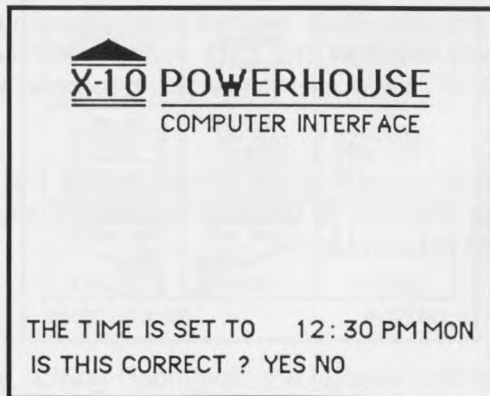 X-10 POWERHOUSE
COMPUTER INTERFACE
THE TIME IS SET TO 12:30 PM MON
IS THIS CORRECT ? YES NO